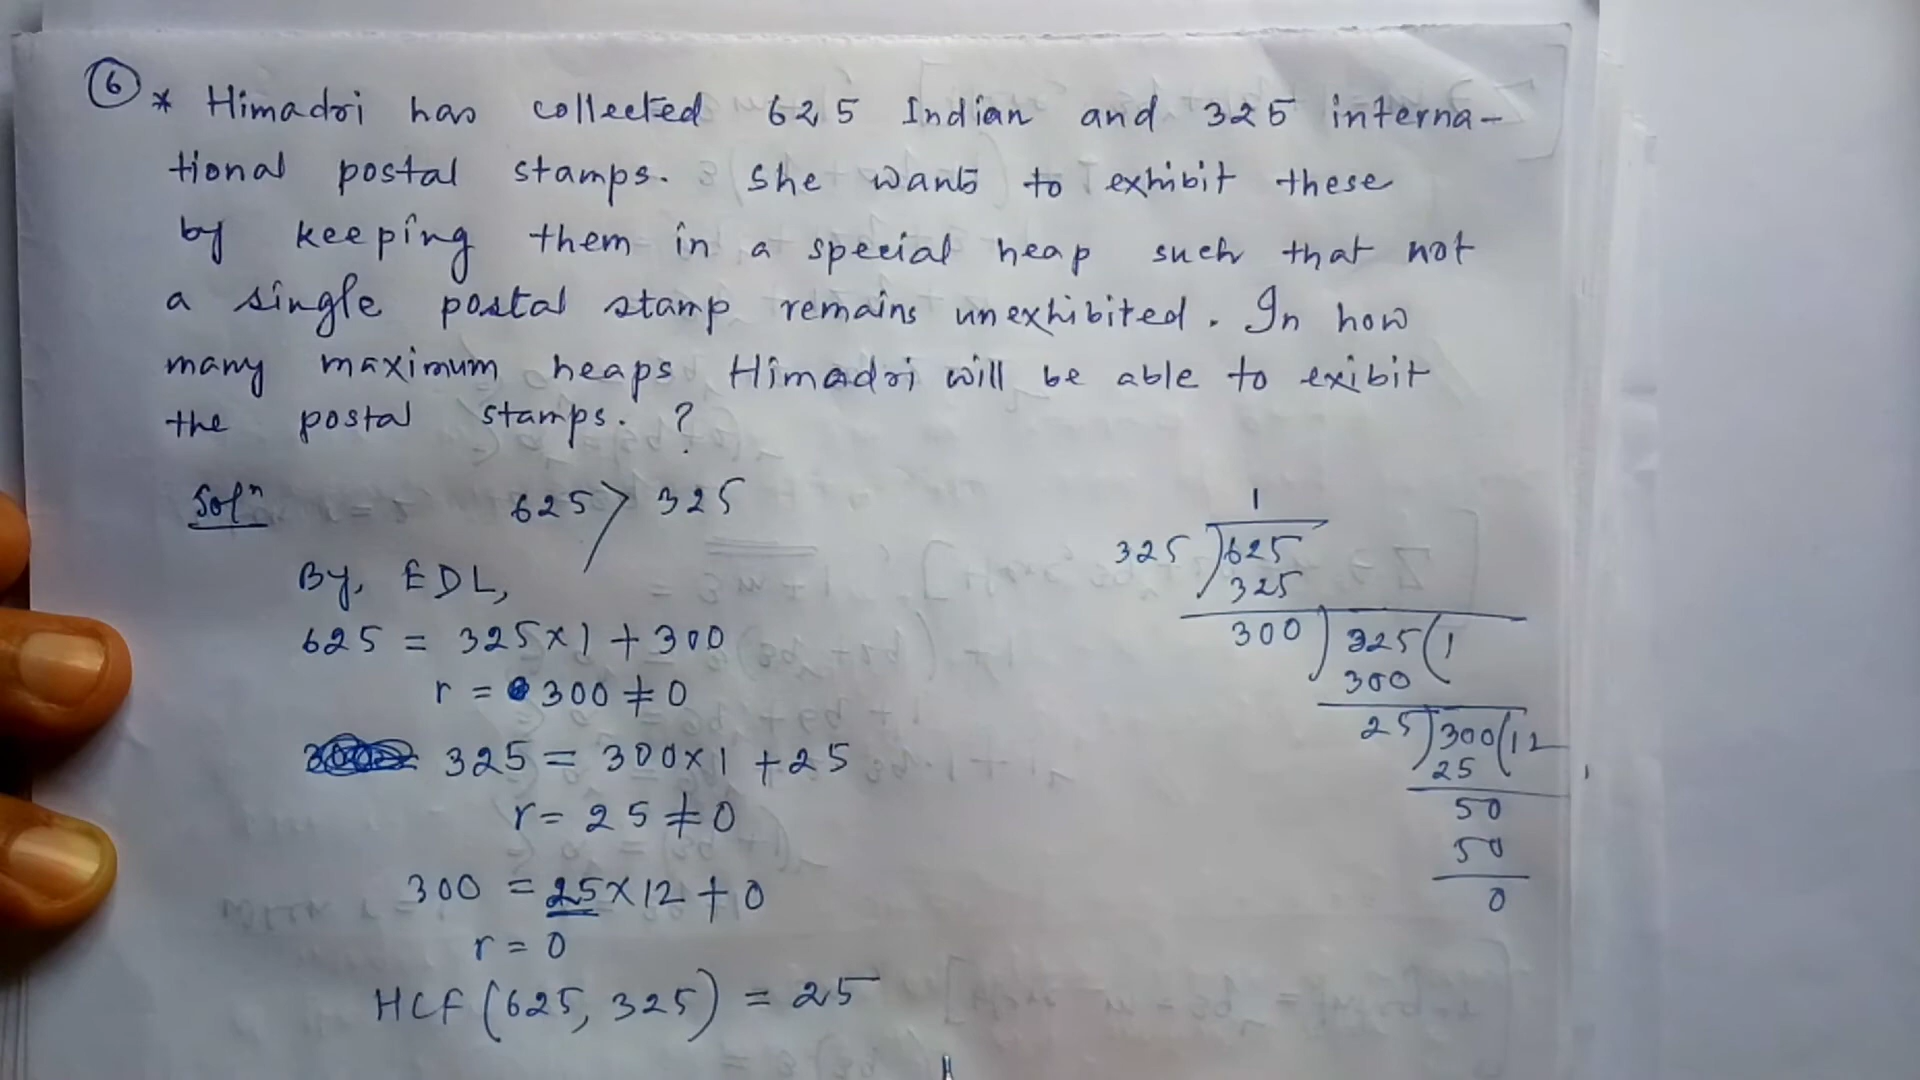 6 * Himadri has collected 625 Indian and 325 interna-
tional postal stamps. She wants to exhibit these
by keeping them in a special heap such that not
a single postal stamp remains unexhibited. In how
many maximum heaps Himadri will be able to exibit
the postal stamps. ?
Solⁿ 625 > 325
By, EDL,
625 = 325×1 + 300
r = 300 ≠ 0
325 = 300×1 + 25
r = 25 ≠ 0
300 = 25×12 + 0
r = 0
HCF (625, 325) = 25
1
325 ) 625
325
300 ) 325 ( 1
300
25 ) 300 ( 12
25
50
50
0